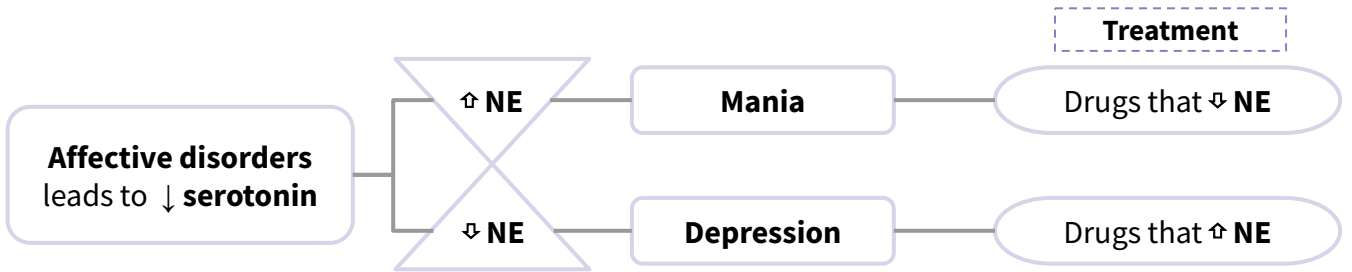 Treatment
Affective disorders
leads to ↓ serotonin
⇧ NE
Mania
Drugs that ⇩ NE
⇩ NE
Depression
Drugs that ⇧ NE